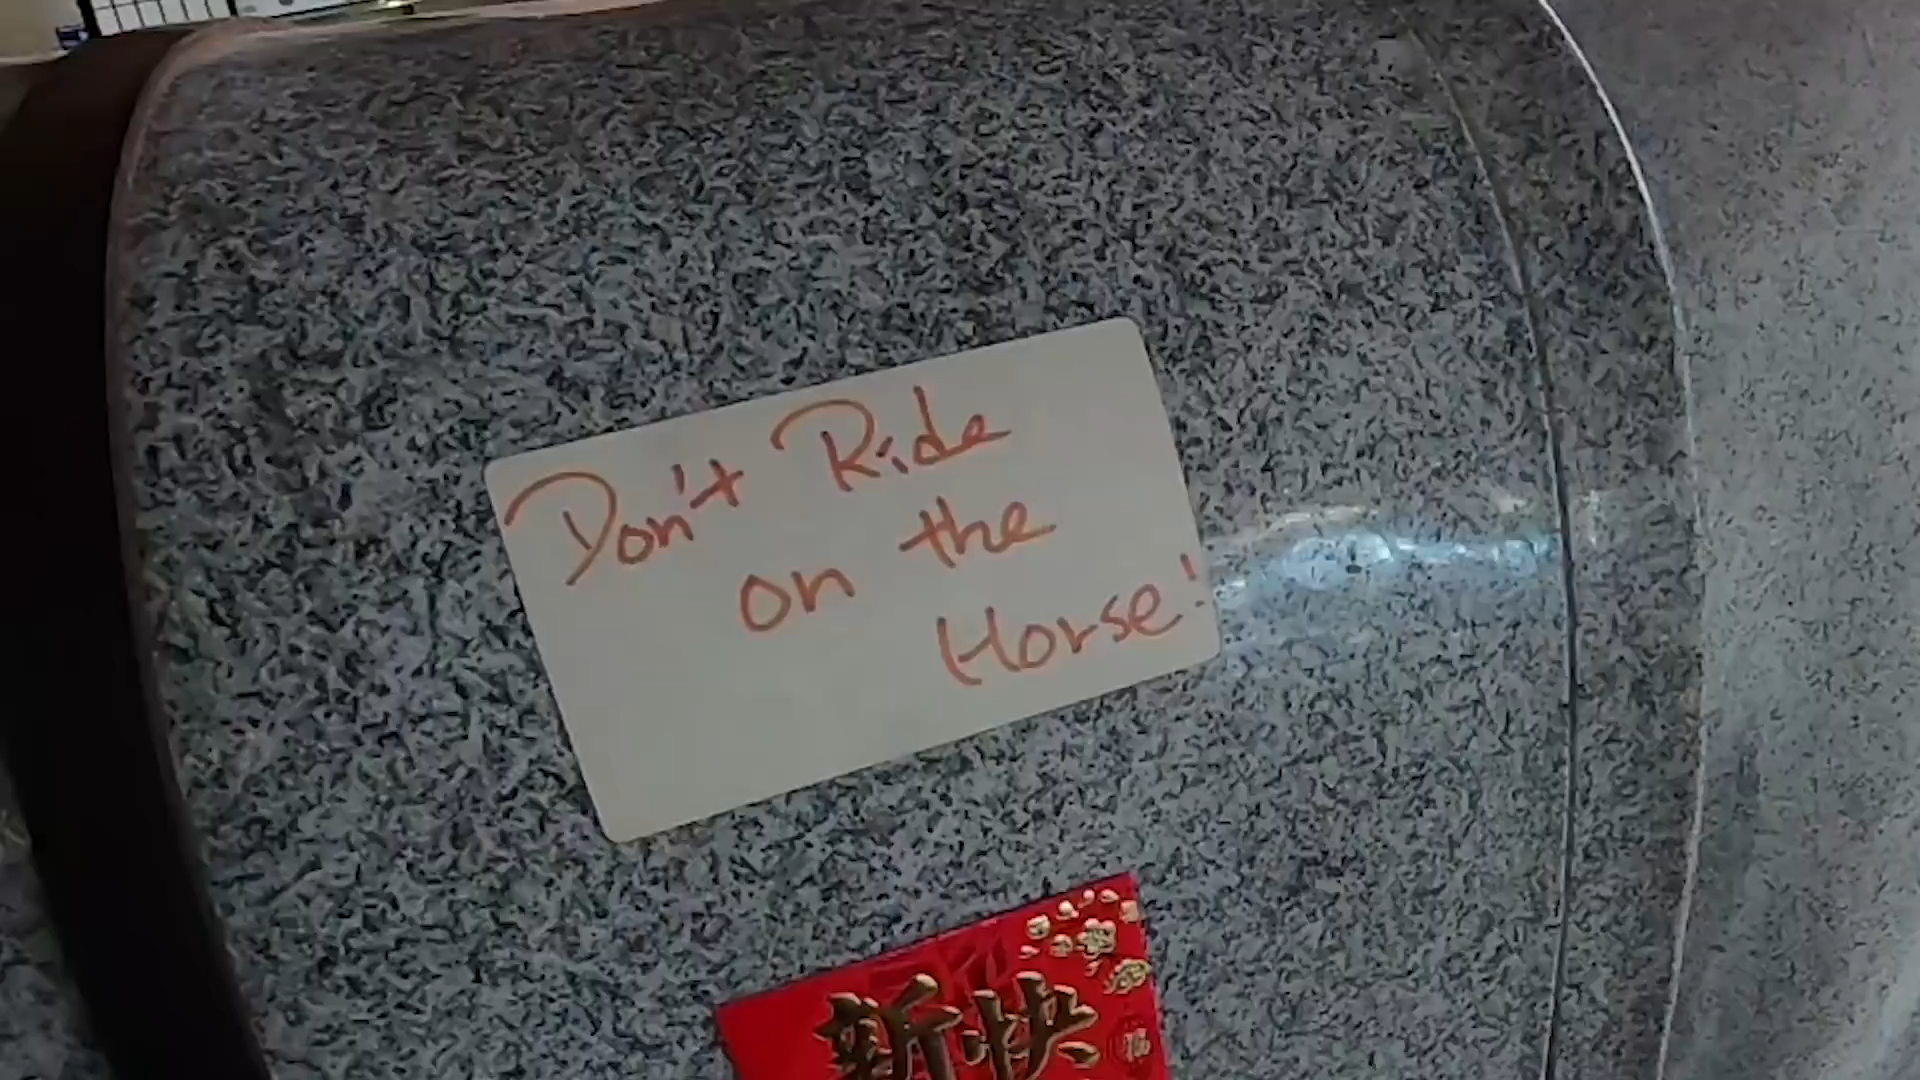 Don't Ride
on the
Horse!
新快